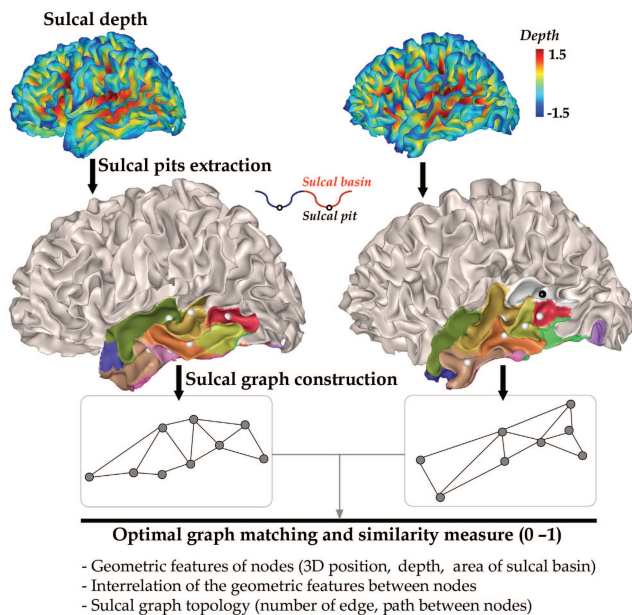 Sulcal depth
Depth
1.5
-1.5
Sulcal pits extraction
Sulcal basin
Sulcal pit
Sulcal graph construction
Optimal graph matching and similarity measure (0 –1)
- Geometric features of nodes (3D position, depth, area of sulcal basin)
- Interrelation of the geometric features between nodes
- Sulcal graph topology (number of edge, path between nodes)